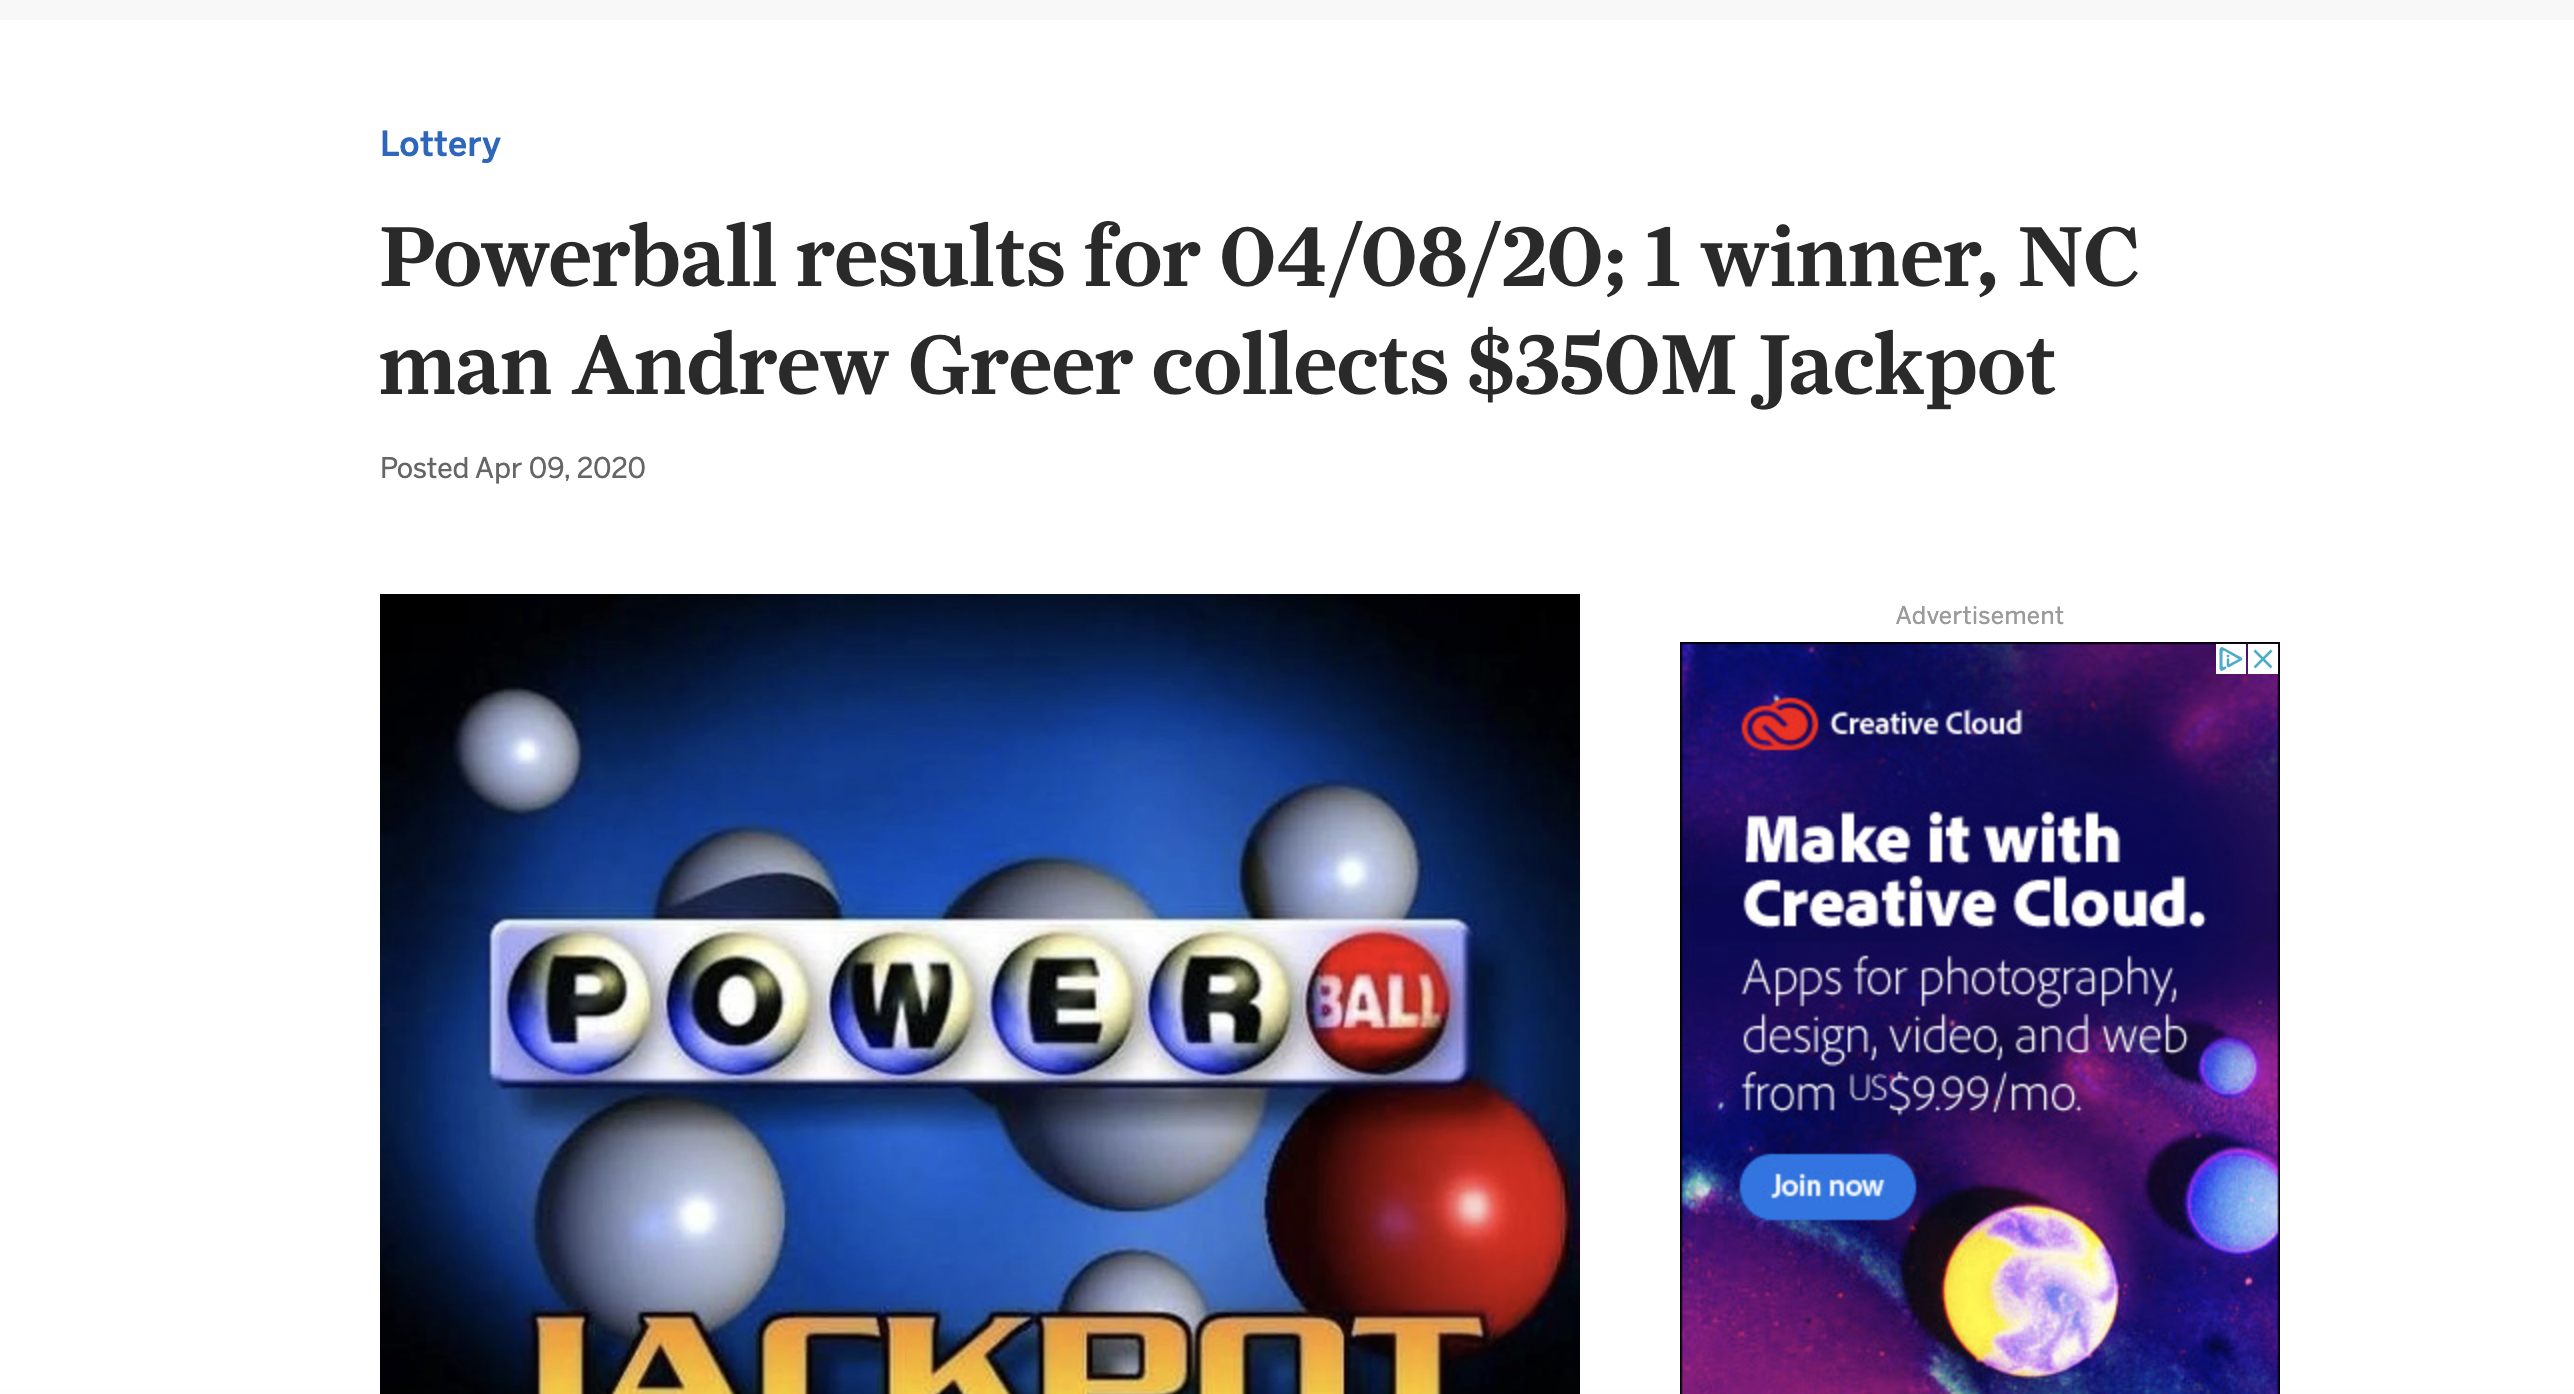 Lottery
Powerball results for 04/08/20; 1 winner, NC
man Andrew Greer collects $350M Jackpot
Posted Apr 09, 2020
POWER BALL
JACKPOT
Advertisement
Creative Cloud
Make it with
Creative Cloud.
Apps for photography,
design, video, and web
from US$9.99/mo.
Join now